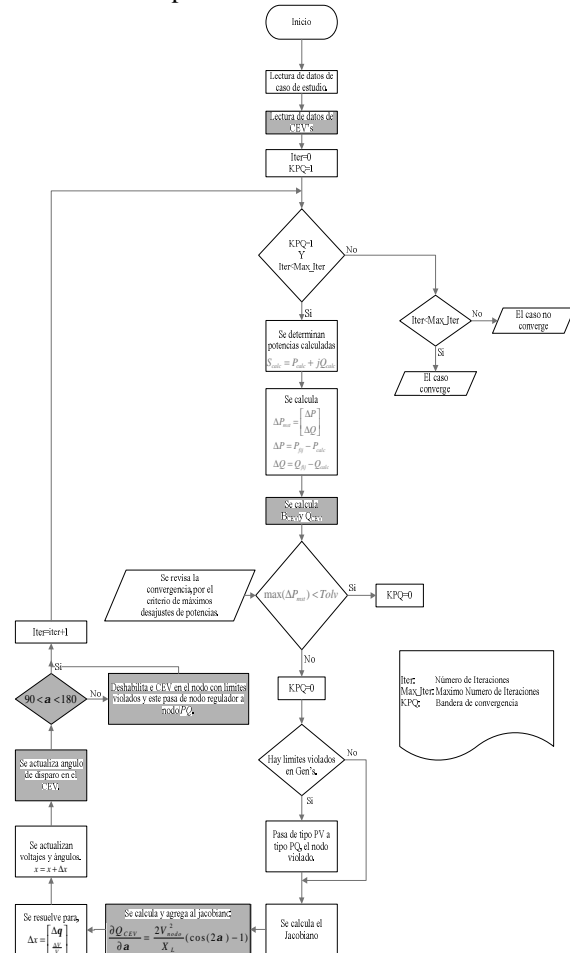 Inicio
Lectura de datos de
caso de estudio.
Lectura de datos de
CEV's
Iter=0
KPQ=1
KPQ=1
Y
Iter<Max_Iter
No
Si
Iter<Max_Iter
No
El caso no
converge
Si
El caso
converge
Se determinan
potencias calculadas
S_calc = P_calc + jQ_calc
Se calcula
ΔP_mat = [ΔP ΔQ]
ΔP = P_fij − P_calc
ΔQ = Q_fij − Q_calc
Se calcula
B_CEV y Q_CEV
Se revisa la
convergencia, por el
criterio de máximos
desajustes de potencias.
max(ΔP_mat) < Tolv
Si
KPQ=0
No
KPQ=0
Iter: Número de Iteraciones
Max_Iter: Maximo Numero de Iteraciones
KPQ: Bandera de convergencia
Hay limites violados
en Gen's.
No
Si
Pasa de tipo PV a
tipo PQ, el nodo
violado.
Se calcula el
Jacobiano
Se calcula y agrega al jacobiano:
∂Q_CEV/∂a = 2V²_nodo/X_L (cos(2a) − 1)
Se resuelve para,
Δx = [Δq ΔV/V]
Se actualizan
voltajes y ángulos.
x = x + Δx
Se actualiza angulo
de disparo en el
CEV.
90 < a < 180
No
Deshabilita e CEV en el nodo con limites
violados y este pasa de nodo regulador a
nodo PQ.
Si
Iter=iter+1